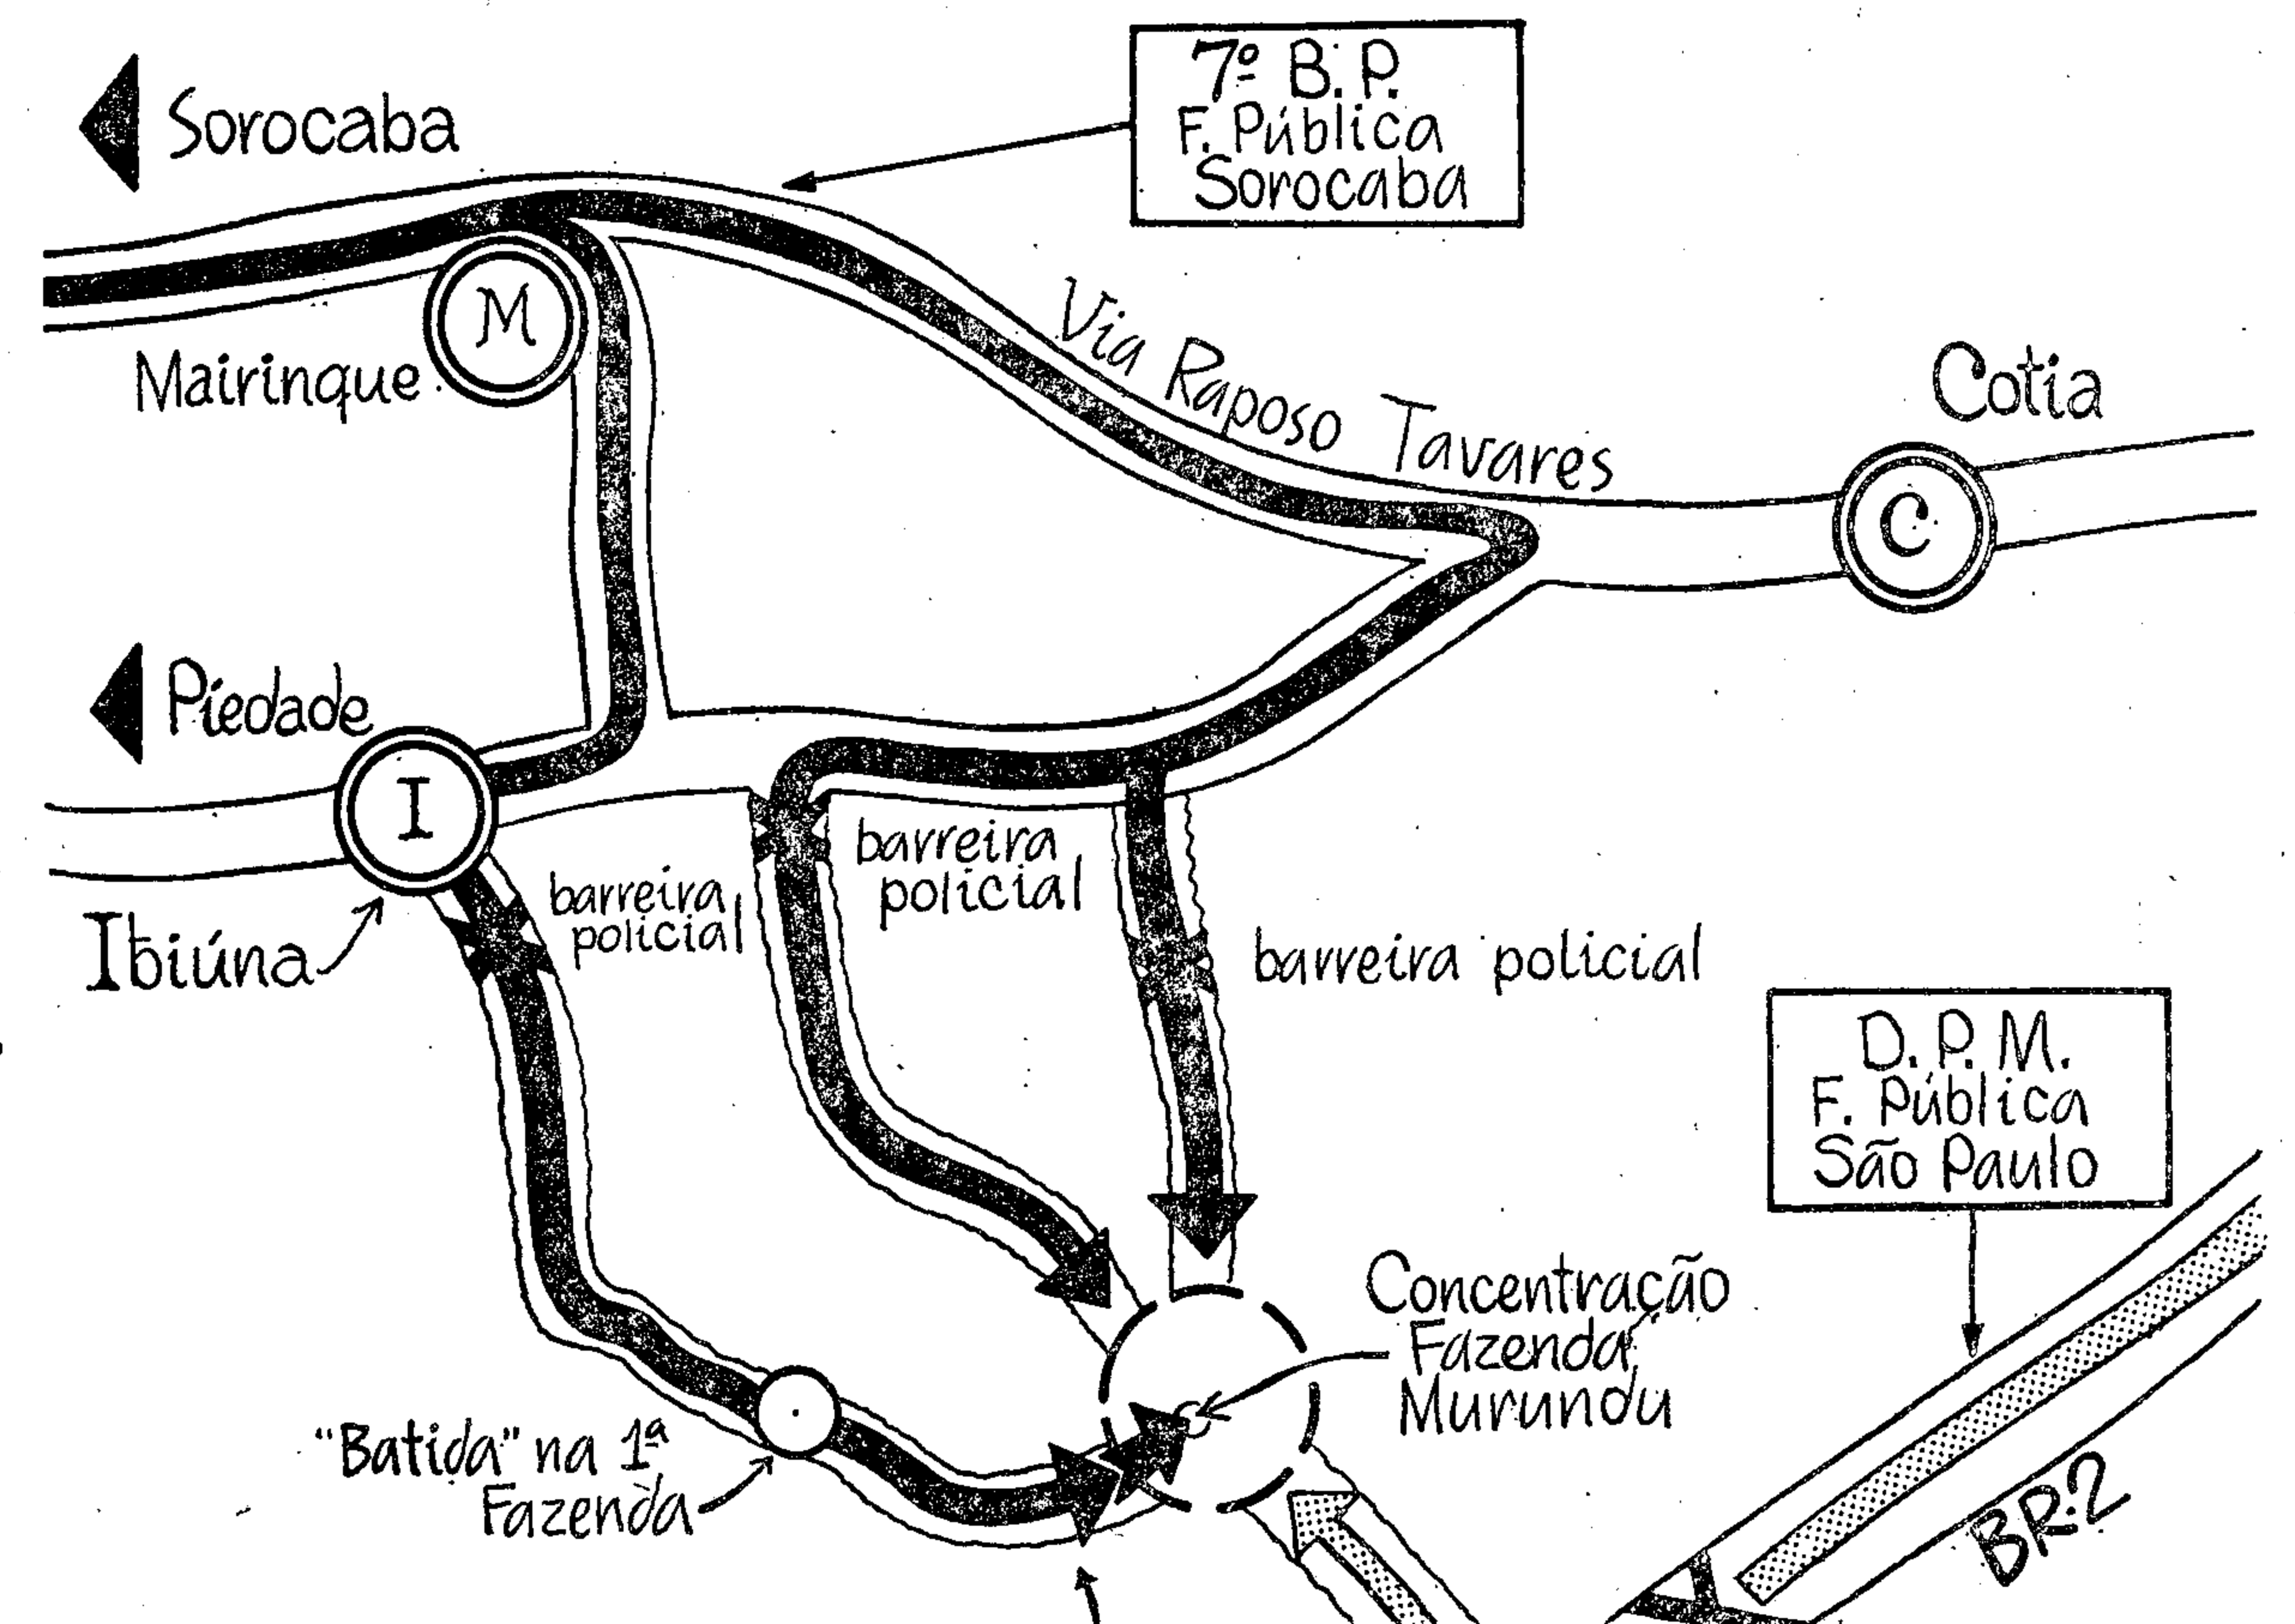 7º B. P.
F. Pública
Sorocaba
Sorocaba
M
Mairinque
Via Raposo Tavares
Cotia
C
Piedade
I
Ibiúna
barreira
policial
barreira
policial
barreira policial
D. P. M.
F. Pública
São Paulo
Concentração
Fazenda
Murundu
"Batida" na 1ª
Fazenda
BR-2